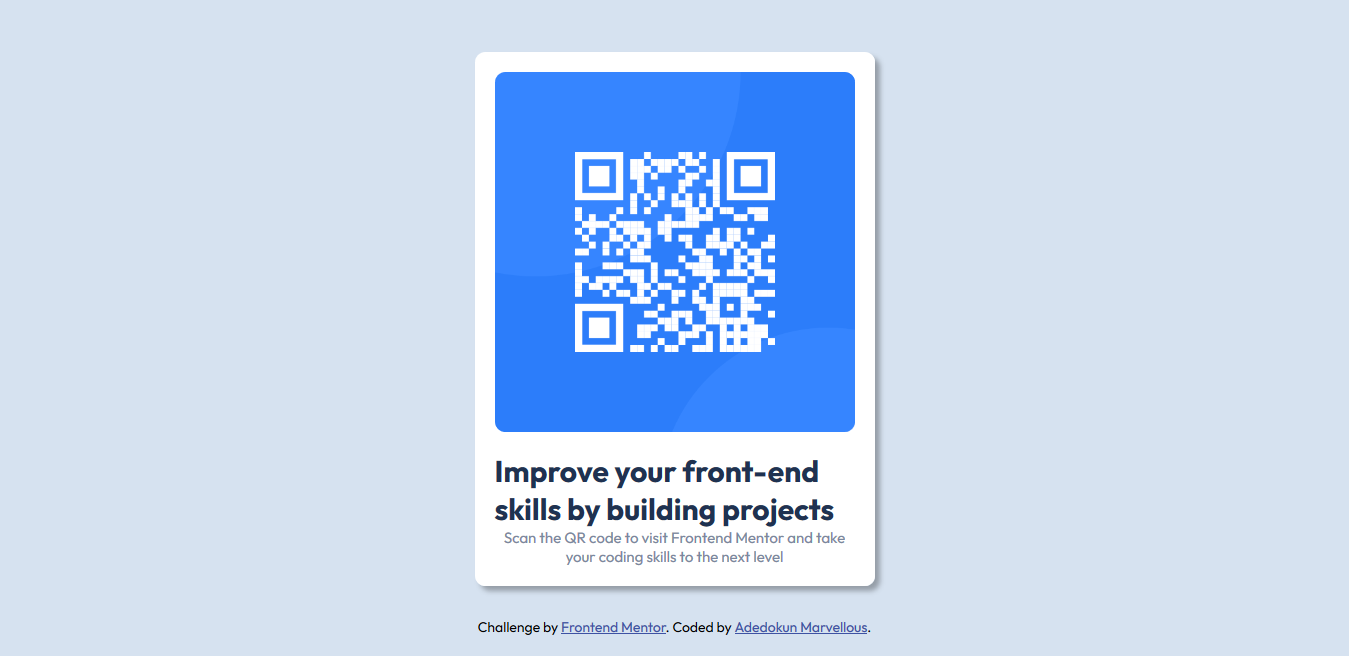 Improve your front-end
skills by building projects
Scan the QR code to visit Frontend Mentor and take
your coding skills to the next level
Challenge by Frontend Mentor. Coded by Adedokun Marvellous.